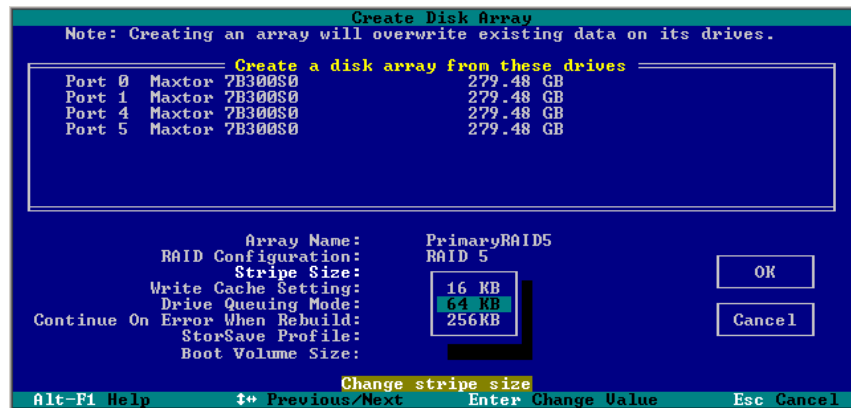 Create Disk Array
Note: Creating an array will overwrite existing data on its drives.
Create a disk array from these drives
Port 0 Maxtor 7B300S0 279.48 GB
Port 1 Maxtor 7B300S0 279.48 GB
Port 4 Maxtor 7B300S0 279.48 GB
Port 5 Maxtor 7B300S0 279.48 GB
Array Name: PrimaryRAID5
RAID Configuration: RAID 5
Stripe Size:
Write Cache Setting: 16 KB
Drive Queuing Mode: 64 KB
Continue On Error When Rebuild: 256KB
StorSave Profile:
Boot Volume Size:
OK
Cancel
Change stripe size
Alt-F1 Help ↕↔ Previous/Next Enter Change Value Esc Cancel